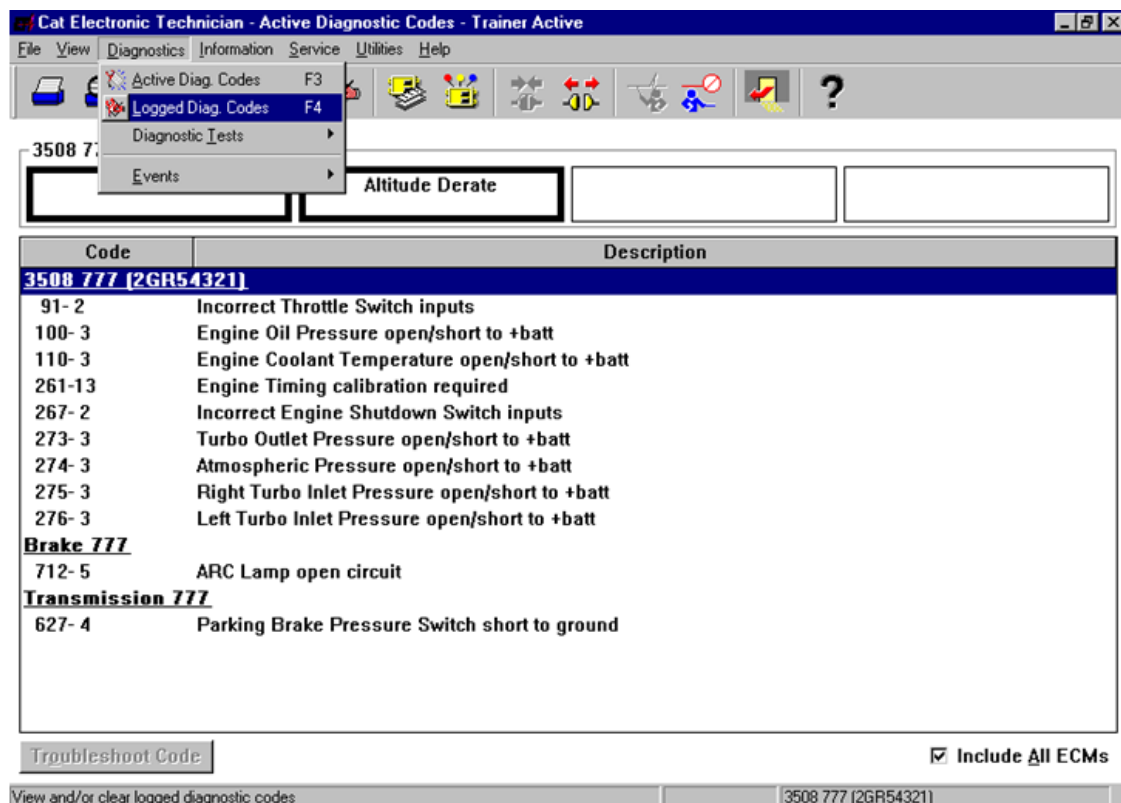 Cat Electronic Technician - Active Diagnostic Codes - Trainer Active
File View Diagnostics Information Service Utilities Help
Active Diag. Codes F3
Logged Diag. Codes F4
Diagnostic Tests
Events
?
3508 77
Altitude Derate
Code Description
3508 777 (2GR54321)
91- 2 Incorrect Throttle Switch inputs
100- 3 Engine Oil Pressure open/short to +batt
110- 3 Engine Coolant Temperature open/short to +batt
261-13 Engine Timing calibration required
267- 2 Incorrect Engine Shutdown Switch inputs
273- 3 Turbo Outlet Pressure open/short to +batt
274- 3 Atmospheric Pressure open/short to +batt
275- 3 Right Turbo Inlet Pressure open/short to +batt
276- 3 Left Turbo Inlet Pressure open/short to +batt
Brake 777
712- 5 ARC Lamp open circuit
Transmission 777
627- 4 Parking Brake Pressure Switch short to ground
Troubleshoot Code Include All ECMs
View and/or clear logged diagnostic codes 3508 777 (2GR54321)